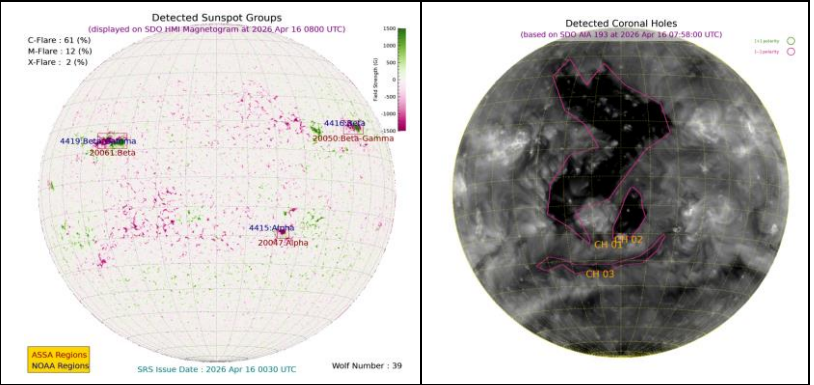 Detected Sunspot Groups
(displayed on SDO HMI Magnetogram at 2026 Apr 16 0800 UTC)
C-Flare : 61 (%)
M-Flare : 12 (%)
X-Flare : 2 (%)
1500
1000
500
0
-500
-1000
-1500
Field Strength (G)
4416:Beta
20050:Beta-Gamma
4419:Beta-Gamma
20061:Beta
4415:Alpha
20047:Alpha
ASSA Regions
NOAA Regions
SRS Issue Date : 2026 Apr 16 0030 UTC
Wolf Number : 39
Detected Coronal Holes
(based on SDO AIA 193 at 2026 Apr 16 07:58:00 UTC)
(+) polarity
(-) polarity
CH 01
CH 02
CH 03